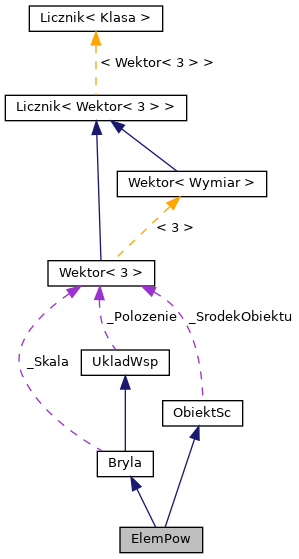 Licznik< Klasa >
< Wektor< 3 > >
Licznik< Wektor< 3 > >
Wektor< Wymiar >
< 3 >
Wektor< 3 >
_Polozenie
_SrodekObiektu
_Skala
UkladWsp
ObiektSc
Bryla
ElemPow